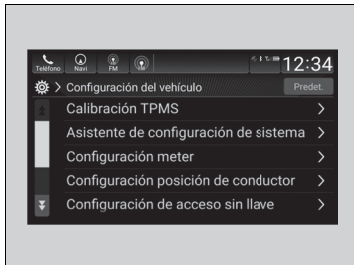 Teléfono Navi FM
12:34
Configuración del vehículo
Predet.
Calibración TPMS
Asistente de configuración de sistema
Configuración meter
Configuración posición de conductor
Configuración de acceso sin llave